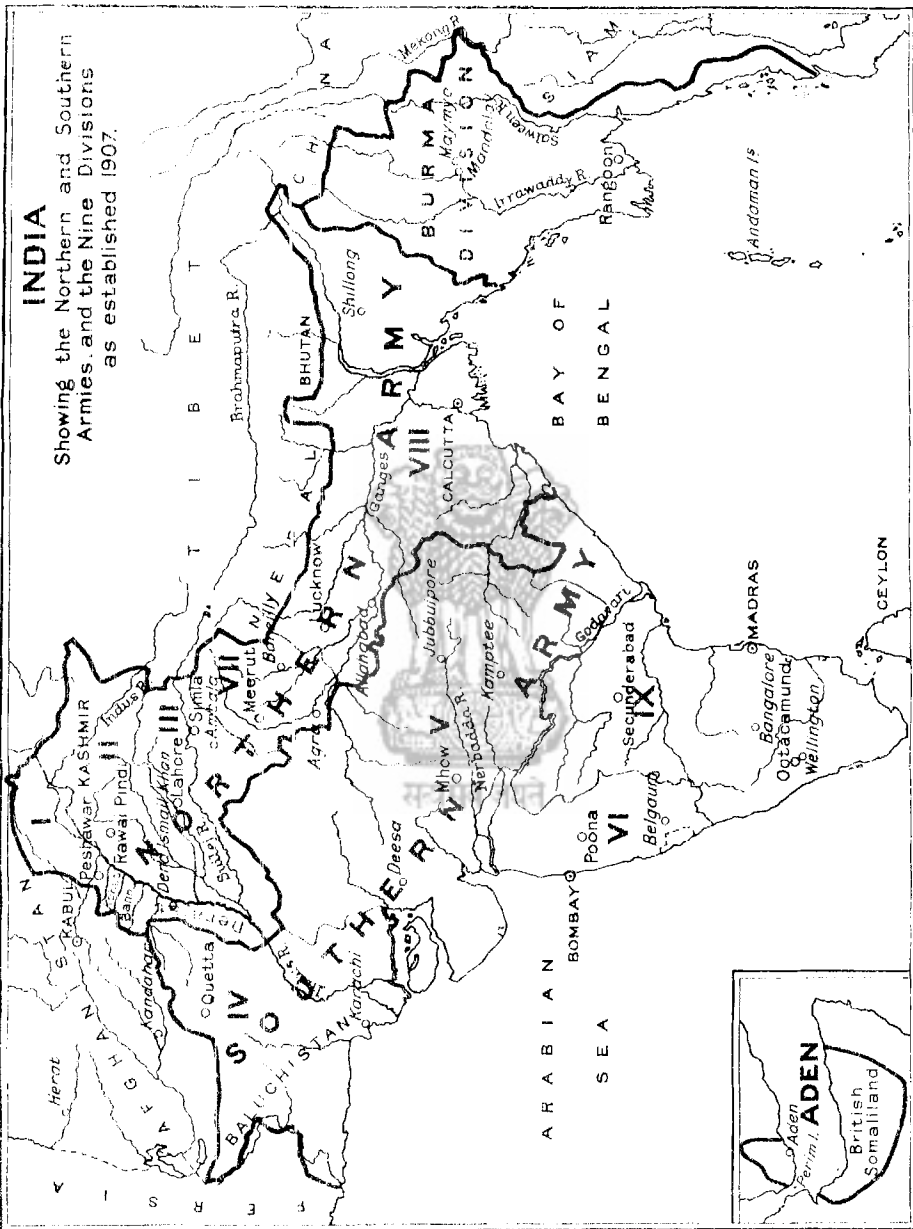 INDIA
Showing the Northern and Southern
Armies. and the Nine Divisions
as established 1907.
TIBET
CHINA
SIAM
PERSIA
AFGHANISTAN
BALUCHISTAN
NEPAL
BHUTAN
KASHMIR
NORTHERN ARMY
SOUTHERN ARMY
BURMA
DIVISION
I
II
III
IV
V
VI
VII
VIII
IX
Herat
KABUL
Kandahar
Peshawar
Rawal Pindi
Bann
Dera Ismail Khan
Lahore
Sutlej R.
Indus R.
Simla
Ambala
Meerut
Bareilly
Lucknow
Agra
Ganges
Brahmaputra R.
Shillong
CALCUTTA
Mekong R
Maymyo
Mandalay
Salween R.
Irrawaddy R.
Rangoon
Andaman Is
Quetta
Karachi
Deesa
Mhow
Nerbadda R.
Jubbulpore
Kamptee
Godavari
Secunderabad
Poona
Belgaum
BOMBAY
Bangalore
Ootacamund
Wellington
MADRAS
CEYLON
BAY OF
BENGAL
ARABIAN
SEA
Aden
Perim I.
ADEN
British
Somaliland